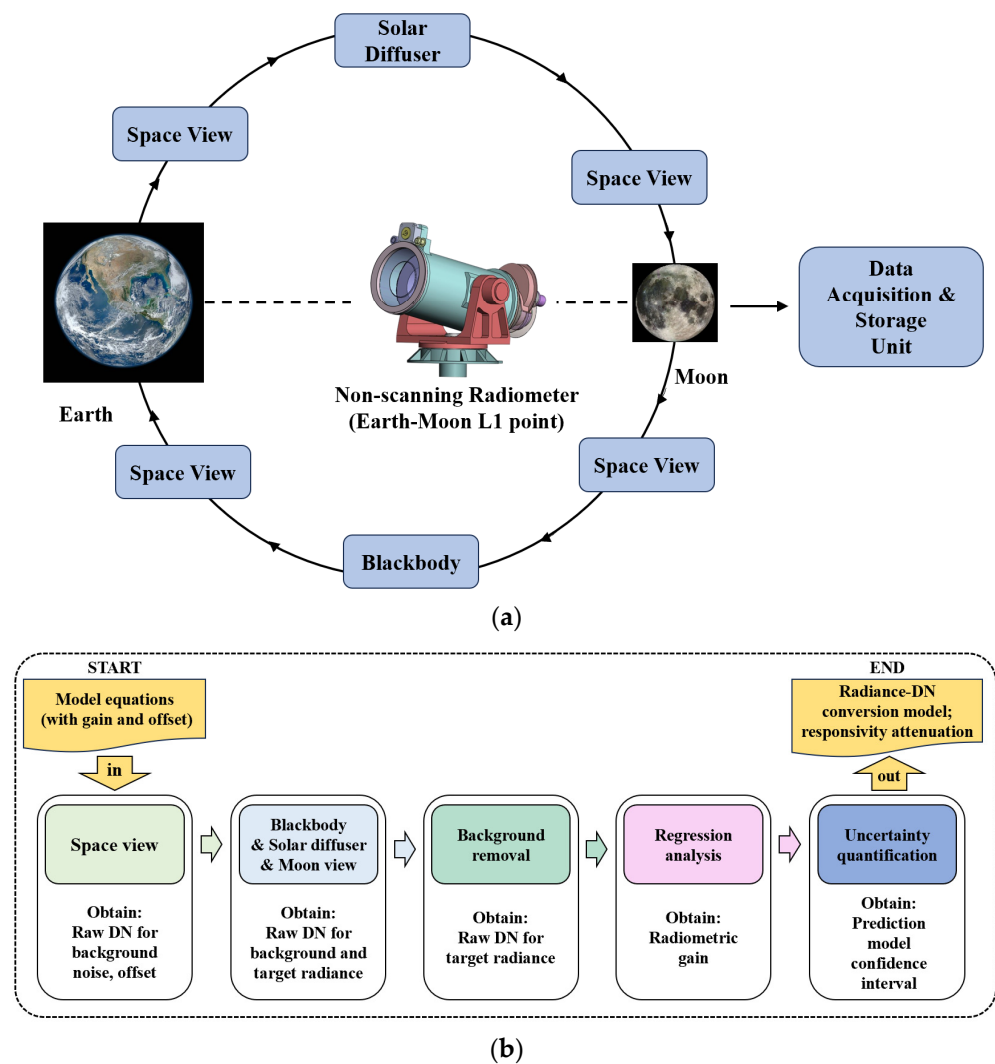 Solar
Diffuser
Space View
Space View
Data
Acquisition &
Storage
Unit
Earth
Non-scanning Radiometer
(Earth-Moon L1 point)
Moon
Space View
Space View
Blackbody
(a)
START
END
Model equations
(with gain and offset)
Radiance-DN
conversion model;
responsivity attenuation
in
out
Space view
Obtain:
Raw DN for
background
noise, offset
Blackbody
& Solar diffuser
& Moon view
Obtain:
Raw DN for
background and
target radiance
Background
removal
Obtain:
Raw DN for
target radiance
Regression
analysis
Obtain:
Radiometric
gain
Uncertainty
quantification
Obtain:
Prediction
model
confidence
interval
(b)